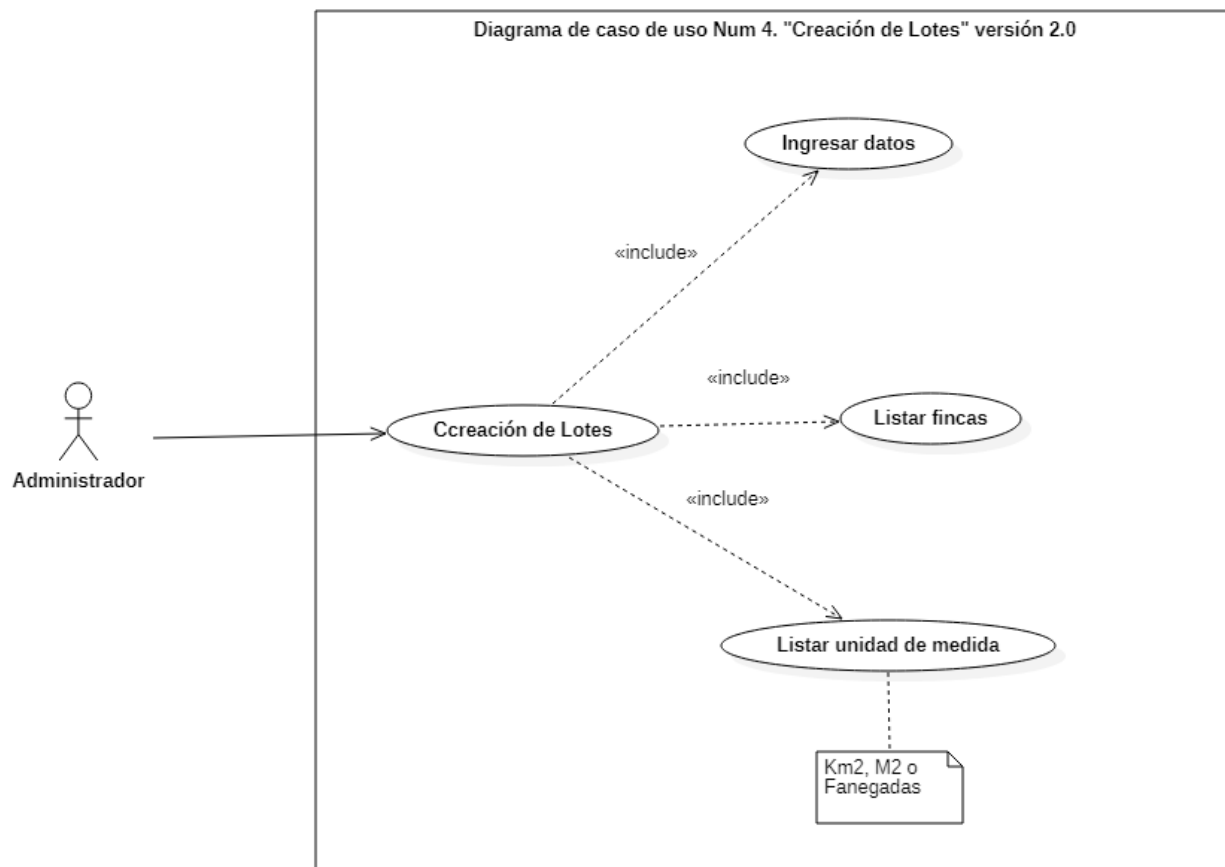 Diagrama de caso de uso Num 4. "Creación de Lotes" versión 2.0
Ingresar datos
«include»
«include»
Listar fincas
Ccreación de Lotes
Administrador
«include»
Listar unidad de medida
Km2, M2 o
Fanegadas